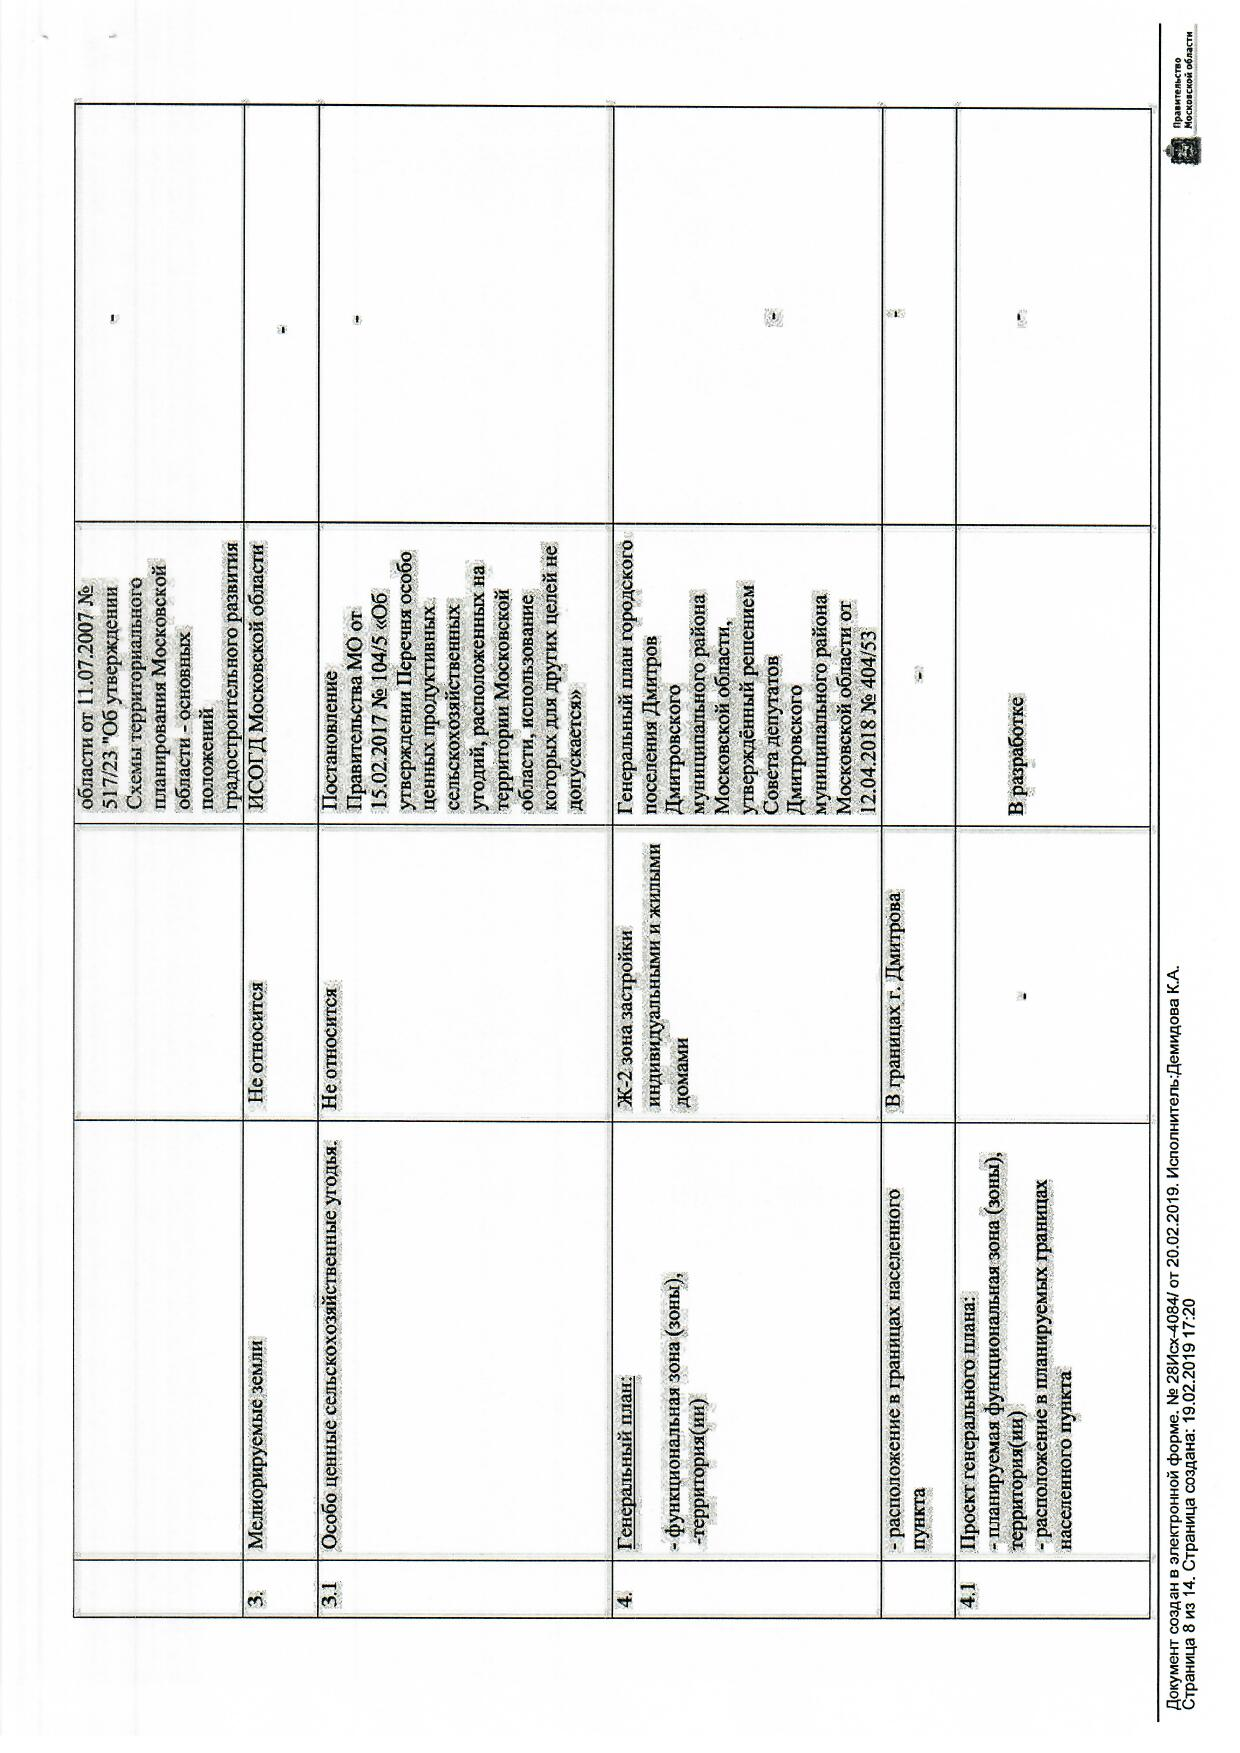 области от 11.07.2007 №
517/23 "Об утверждении
Схемы территориального
планирования Московской
области - основных
положений
градостроительного развития
-
3.
Мелиорируемые земли
Не относится
ИСОГД Московской области
-
3.1
Особо ценные сельскохозяйственные угодья.
Не относится
Постановление
Правительства МО от
15.02.2017 № 104/5 «Об
утверждении Перечня особо
ценных продуктивных
сельскохозяйственных
угодий, расположенных на
территории Московской
области, использование
которых для других целей не
допускается»
-
4.
Генеральный план:
- функциональная зона (зоны),
-территория(ии)
Ж-2 зона застройки
индивидуальными и жилыми
домами
Генеральный план городского
поселения Дмитров
Дмитровского
муниципального района
Московской области,
утверждённый решением
Совета депутатов
Дмитровского
муниципального района
Московской области от
12.04.2018 № 404/53
-
- расположение в границах населенного
пункта
В границах г. Дмитрова
-
-
4.1
Проект генерального плана:
- планируемая функциональная зона (зоны),
территория(ии)
- расположение в планируемых границах
населенного пункта
-
В разработке
-
Документ создан в электронной форме. № 28Исх-4084/ от 20.02.2019. Исполнитель:Демидова К.А.
Страница 8 из 14. Страница создана: 19.02.2019 17:20
Правительство
Московской области